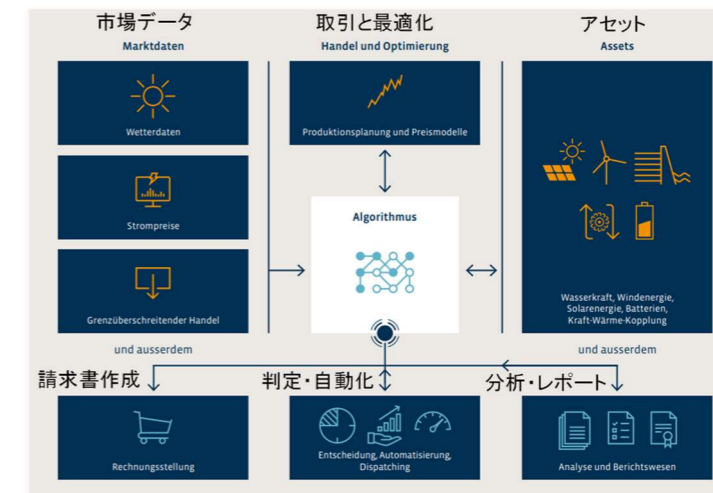 市場データ
取引と最適化
アセット
Marktdaten
Handel und Optimierung
Assets
Wetterdaten
Strompreise
Grenzüberschreitender Handel
und ausserdem
Produktionsplanung und Preismodelle
Algorithmus
Wasserkraft, Windenergie,
Solarenergie, Batterien,
Kraft-Wärme-Kopplung
und ausserdem
請求書作成
判定・自動化
分析・レポート
Rechnungsstellung
Entscheidung, Automatisierung,
Dispatching
Analyse und Berichtswesen